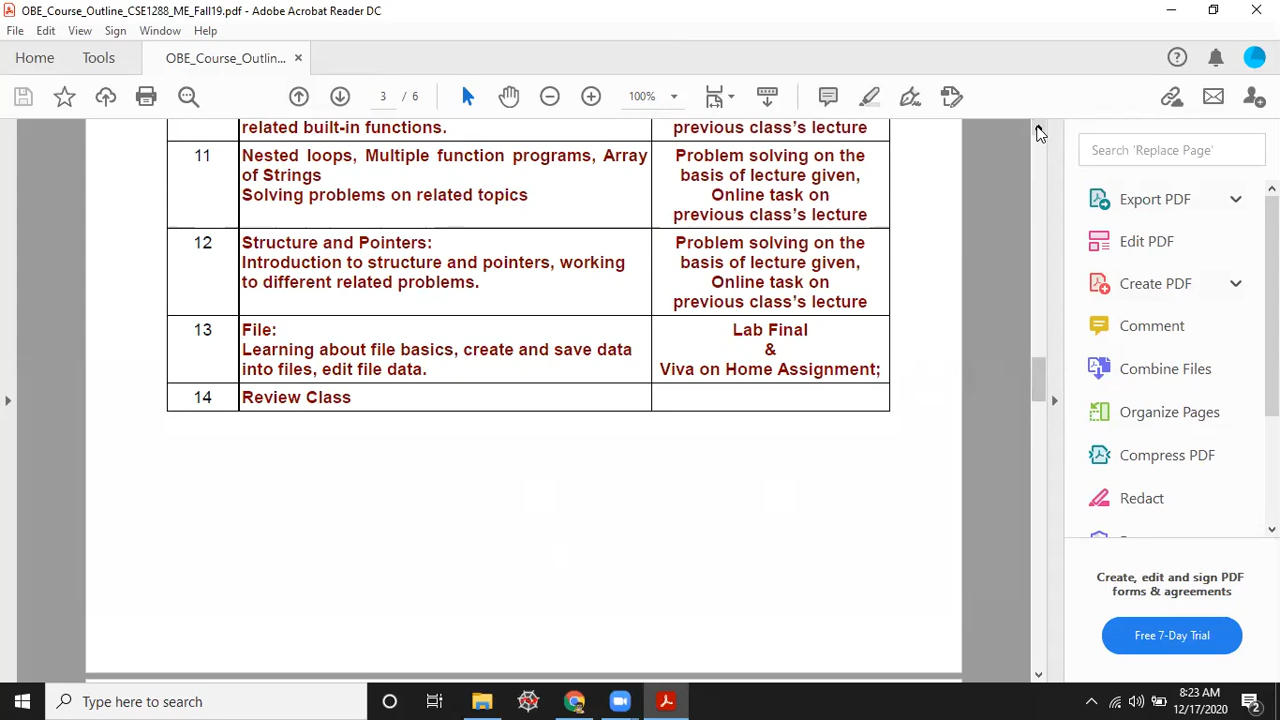 OBE_Course_Outline_CSE1288_ME_Fall19.pdf - Adobe Acrobat Reader DC
File Edit View Sign Window Help
Home Tools OBE_Course_Outlin... ×
3 / 6 100%
related built-in functions. previous class's lecture
11 Nested loops, Multiple function programs, Array Problem solving on the
of Strings basis of lecture given,
Solving problems on related topics Online task on
previous class's lecture
12 Structure and Pointers: Problem solving on the
Introduction to structure and pointers, working basis of lecture given,
to different related problems. Online task on
previous class's lecture
13 File: Lab Final
Learning about file basics, create and save data &
into files, edit file data. Viva on Home Assignment;
14 Review Class
Search 'Replace Page'
Export PDF
Edit PDF
Create PDF
Comment
Combine Files
Organize Pages
Compress PDF
Redact
Create, edit and sign PDF
forms & agreements
Free 7-Day Trial
Type here to search
8:23 AM
12/17/2020
2